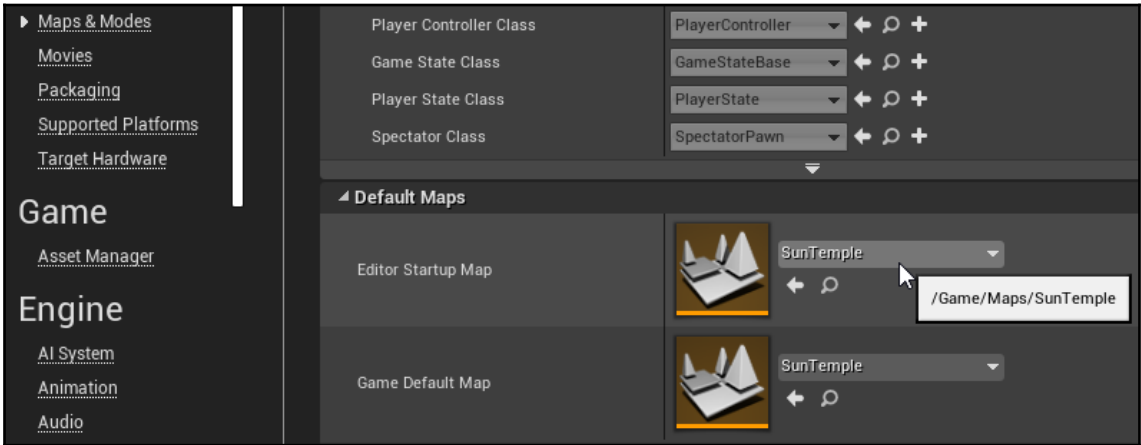 Maps & Modes
Movies
Packaging
Supported Platforms
Target Hardware
Game
Asset Manager
Engine
AI System
Animation
Audio
Player Controller Class PlayerController
Game State Class GameStateBase
Player State Class PlayerState
Spectator Class SpectatorPawn
Default Maps
Editor Startup Map SunTemple
/Game/Maps/SunTemple
Game Default Map SunTemple